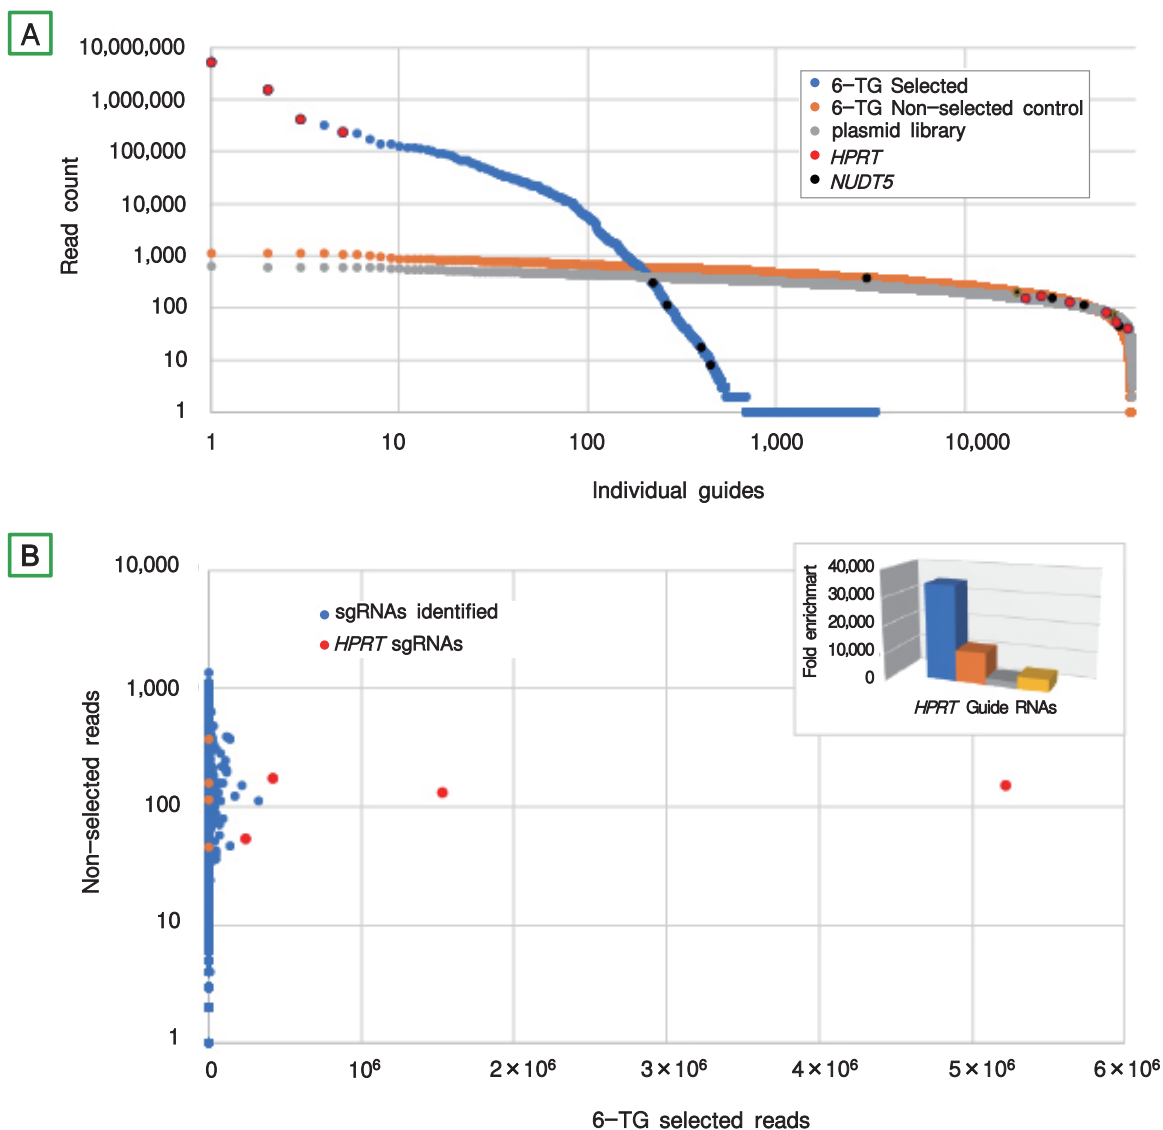 A
10,000,000
1,000,000
100,000
10,000
1,000
100
10
1
Read count
6-TG Selected
6-TG Non-selected control
plasmid library
HPRT
NUDT5
1 10 100 1,000 10,000
Individual guides
B
10,000
1,000
100
10
1
Non-selected reads
sgRNAs identified
HPRT sgRNAs
40,000
30,000
20,000
10,000
0
Fold enrichmart
HPRT Guide RNAs
0 10⁶ 2×10⁶ 3×10⁶ 4×10⁶ 5×10⁶ 6×10⁶
6-TG selected reads